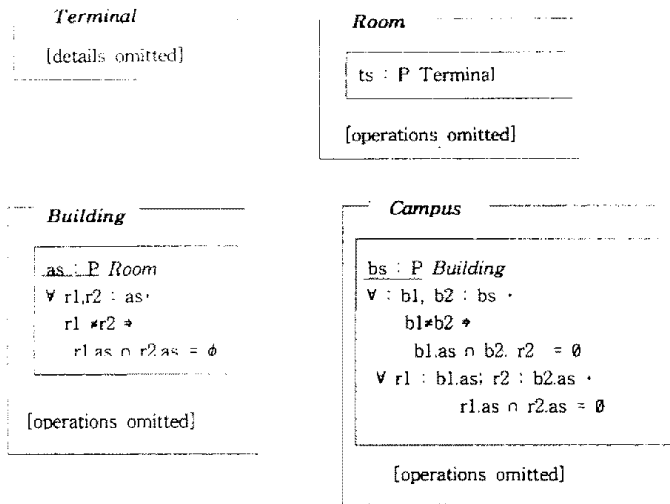 Terminal
[details omitted]
Room
ts : P Terminal
[operations omitted]
Building
as : P Room
∀ r1,r2 : as·
r1 ≠r2 ⇒
r1.as ∩ r2.as = ϕ
[operations omitted]
Campus
bs : P Building
∀ : b1, b2 : bs ·
b1≠b2 ⇒
b1.as ∩ b2. r2 = Ø
∀ r1 : b1.as; r2 : b2.as ·
r1.as ∩ r2.as = Ø
[operations omitted]